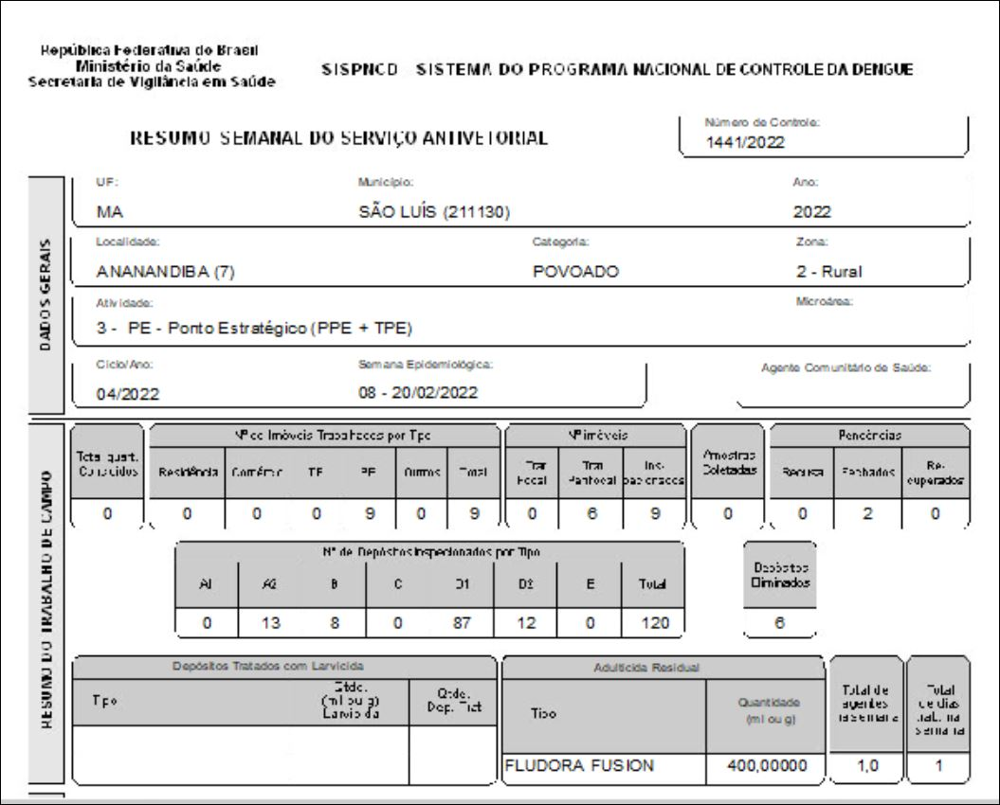 República Federativa do Brasil
Ministério da Saúde
Secretaria de Vigilância em Saúde
SISPNCD SISTEMA DO PROGRAMA NACIONAL DE CONTROLE DA DENGUE
RESUMO SEMANAL DO SERVIÇO ANTIVETORIAL
Número de Controle:
1441/2022
DADOS GERAIS
UF: Município: Ano:
MA SÃO LUÍS (211130) 2022
Localidade: Categoria: Zona:
ANANANDIBA (7) POVOADO 2 - Rural
Atividade: Microárea:
3 - PE - Ponto Estratégico (PPE + TPE)
Ciclo/Ano: Semana Epidemiológica: Agente Comunitário de Saúde:
04/2022 08 - 20/02/2022
RESUMO DO TRABALHO DE CAMPO
Nº de Imóveis Trabalhados por Tipo Nº imóveis Pendências
Total quart. Concluídos Residência Comércio TB PE Outros Total Trat. Focal Trat. Perifocal Ins-pecionados Amostras Coletadas Recusa Fechados Re-cuperados
0 0 0 0 9 0 9 0 6 9 0 0 2 0
Nº de Depósitos Inspecionados por Tipo
Depósitos Eliminados
A1 A2 B C D1 D2 E Total
0 13 8 0 87 12 0 120 6
Depósitos Tratados com Larvicida Adulticida Residual
Tipo Qtde. (ml ou g) Larvicida Qtde. Dep. Trat. Tipo Quantidade (ml ou g) Total de agentes na semana Total de dias trab. na semana
FLUDORA FUSION 400,00000 1,0 1